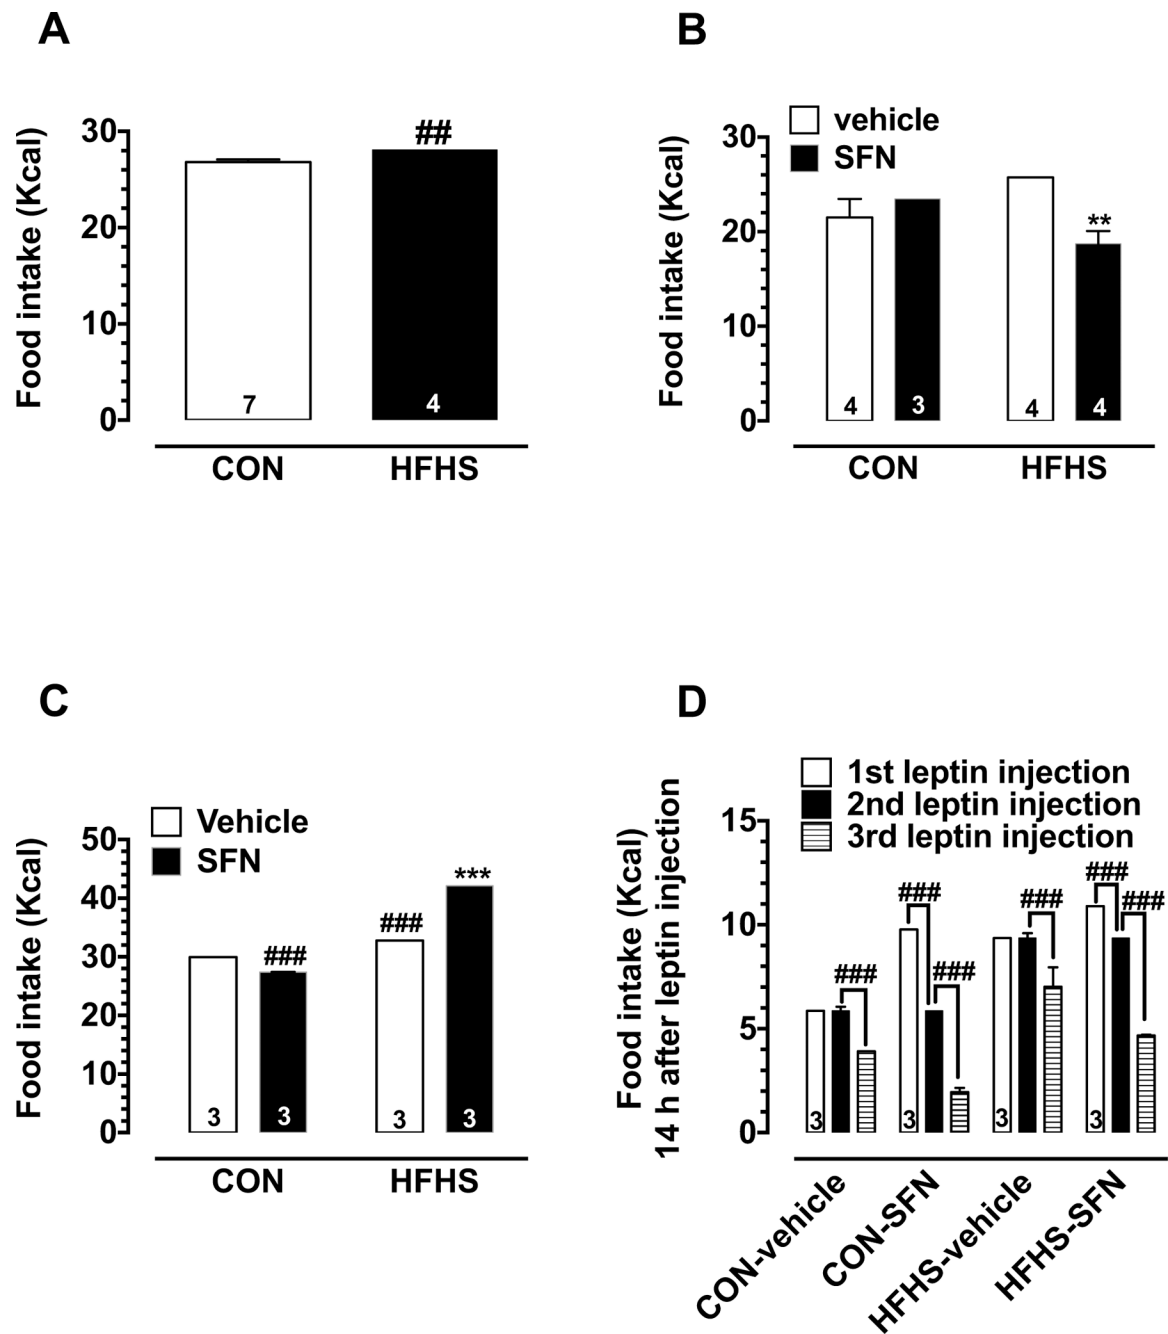 A
Food intake (Kcal)
30
20
10
0
##
7
4
CON
HFHS
B
vehicle
SFN
Food intake (Kcal)
30
20
10
0
**
4
3
4
4
CON
HFHS
C
Vehicle
SFN
Food intake (Kcal)
50
40
30
20
10
0
###
###
***
3
3
3
3
CON
HFHS
D
1st leptin injection
2nd leptin injection
3rd leptin injection
Food intake (Kcal)
14 h after leptin injection
15
10
5
0
###
###
###
###
###
###
3
3
3
3
CON-vehicle
CON-SFN
HFHS-vehicle
HFHS-SFN